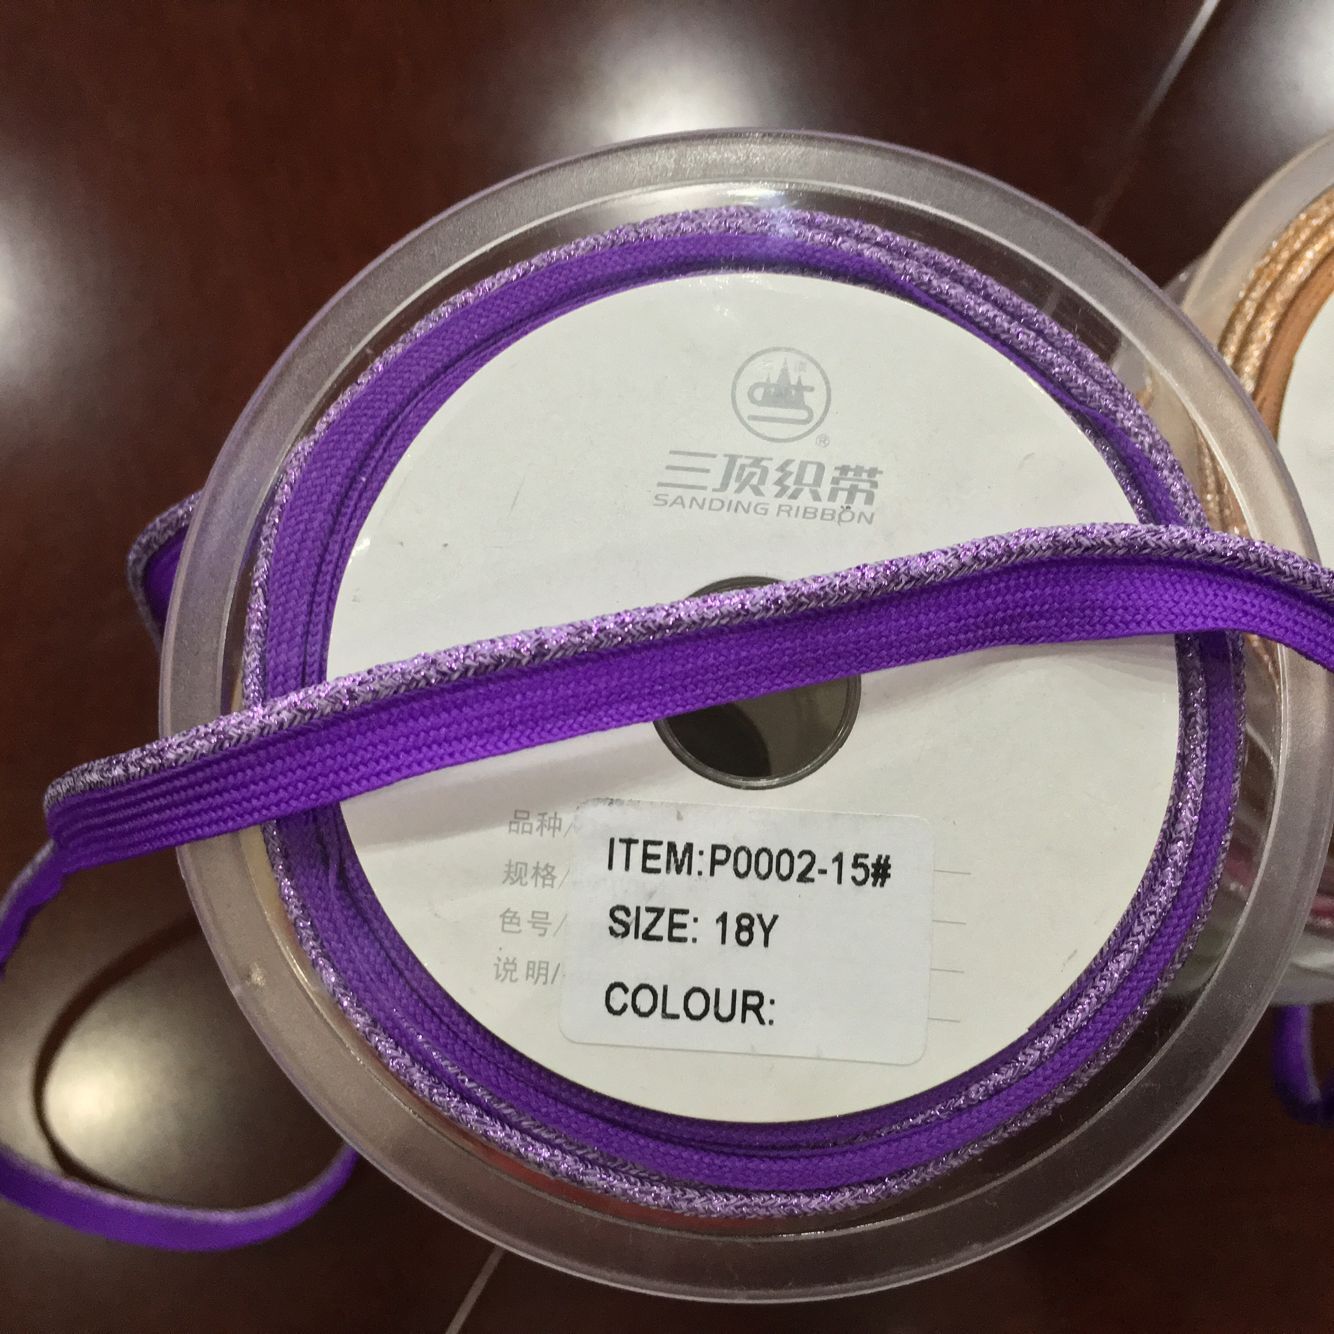 ®
三顶织带
SANDING RIBBON
品种/
规格/
色号/
说明/
ITEM:P0002-15#
SIZE: 18Y
COLOUR: